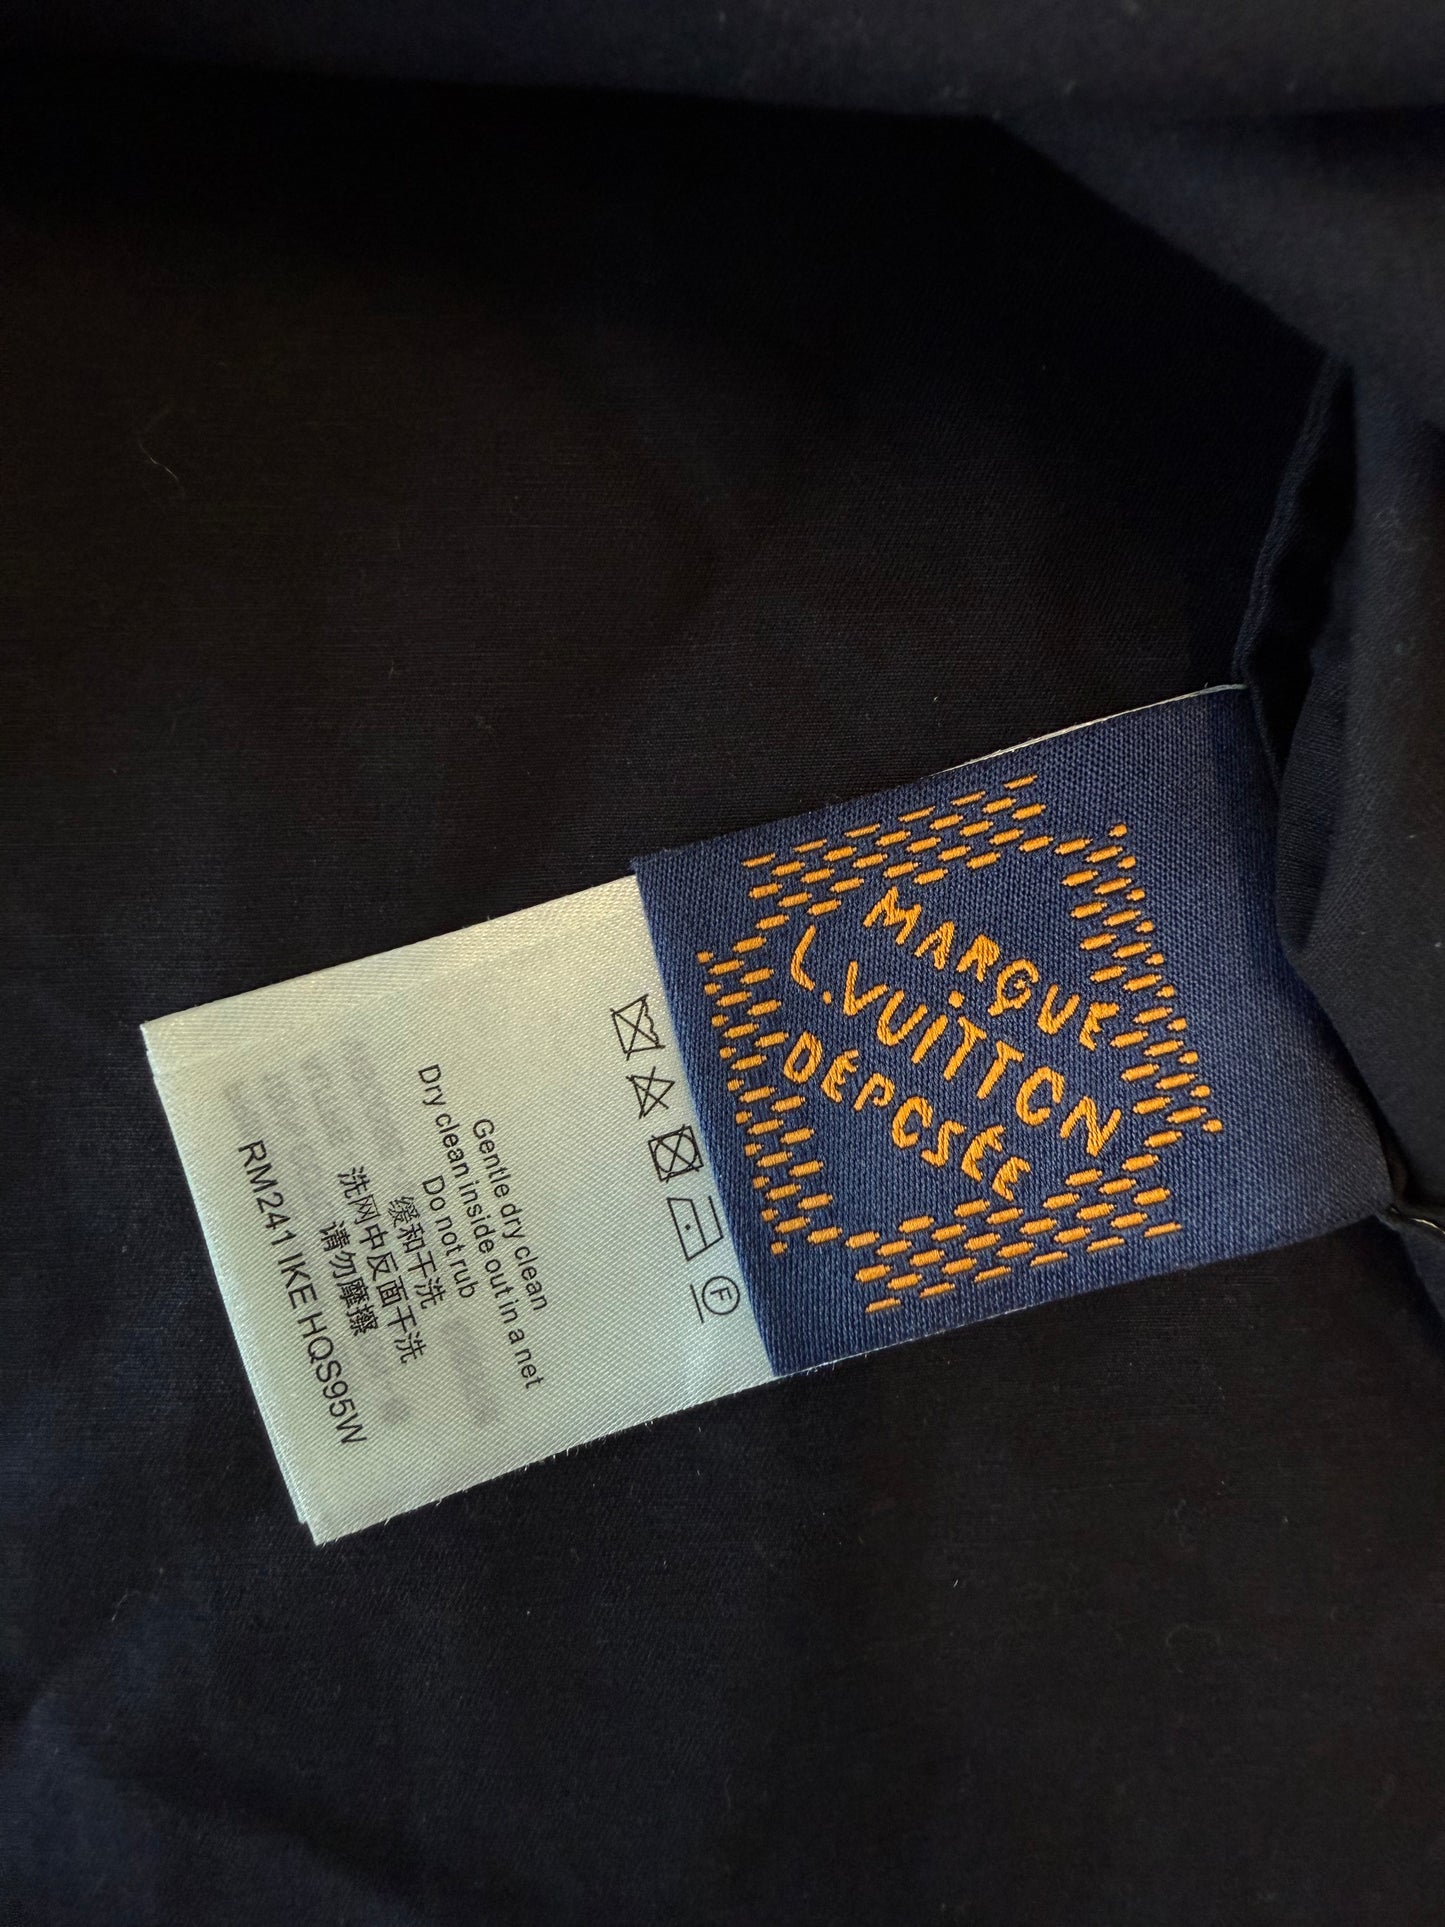 MARQUE
L.VUITTON
DÉPOSÉE
F
Gentle dry clean
Dry clean inside out in a net
Do not rub
缓和干洗
洗网中反面干洗
请勿摩擦
RM241 IKE HQS95W